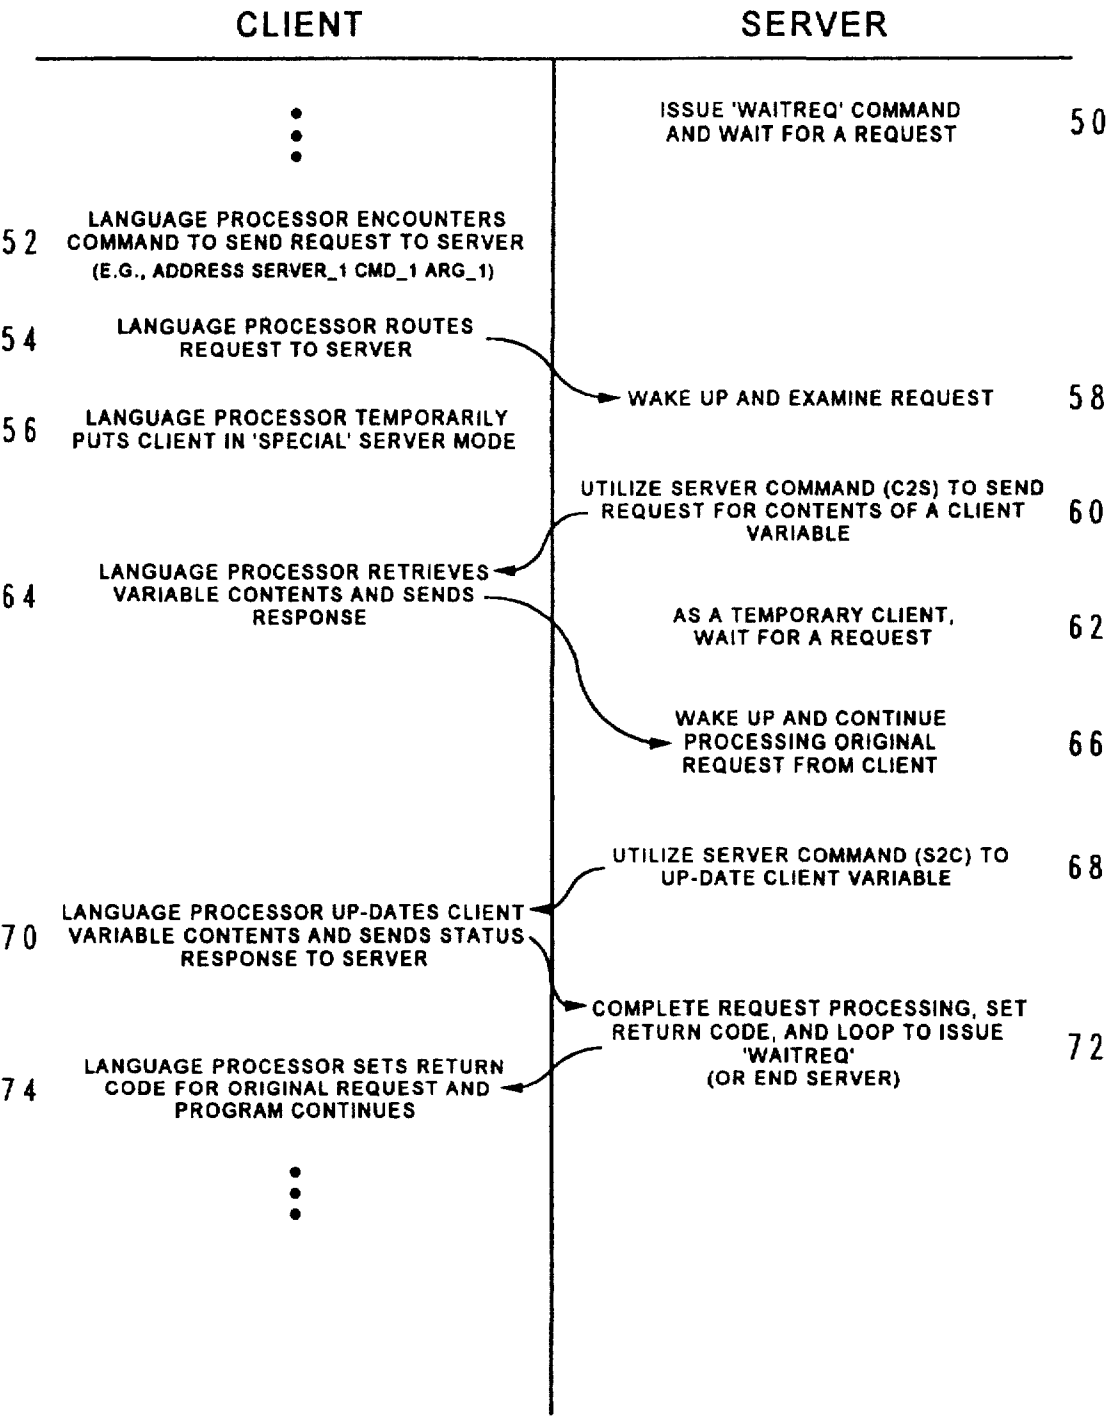 CLIENT
SERVER
ISSUE 'WAITREQ' COMMAND
AND WAIT FOR A REQUEST
50
52
LANGUAGE PROCESSOR ENCOUNTERS
COMMAND TO SEND REQUEST TO SERVER
(E.G., ADDRESS SERVER_1 CMD_1 ARG_1)
54
LANGUAGE PROCESSOR ROUTES
REQUEST TO SERVER
WAKE UP AND EXAMINE REQUEST
58
56
LANGUAGE PROCESSOR TEMPORARILY
PUTS CLIENT IN 'SPECIAL' SERVER MODE
UTILIZE SERVER COMMAND (C2S) TO SEND
REQUEST FOR CONTENTS OF A CLIENT
VARIABLE
60
64
LANGUAGE PROCESSOR RETRIEVES
VARIABLE CONTENTS AND SENDS
RESPONSE
AS A TEMPORARY CLIENT,
WAIT FOR A REQUEST
62
WAKE UP AND CONTINUE
PROCESSING ORIGINAL
REQUEST FROM CLIENT
66
UTILIZE SERVER COMMAND (S2C) TO
UP-DATE CLIENT VARIABLE
68
70
LANGUAGE PROCESSOR UP-DATES CLIENT
VARIABLE CONTENTS AND SENDS STATUS
RESPONSE TO SERVER
COMPLETE REQUEST PROCESSING, SET
RETURN CODE, AND LOOP TO ISSUE
'WAITREQ'
(OR END SERVER)
72
74
LANGUAGE PROCESSOR SETS RETURN
CODE FOR ORIGINAL REQUEST AND
PROGRAM CONTINUES